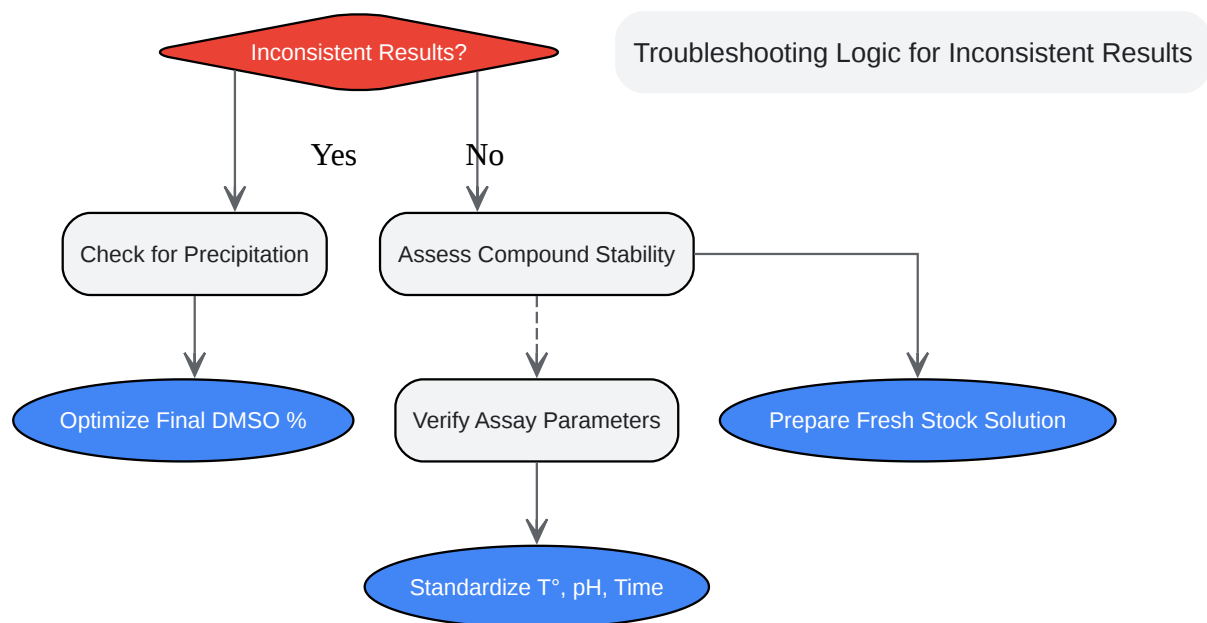 Inconsistent Results?
Troubleshooting Logic for Inconsistent Results
Yes
No
Check for Precipitation
Assess Compound Stability
Optimize Final DMSO %
Verify Assay Parameters
Prepare Fresh Stock Solution
Standardize T°, pH, Time